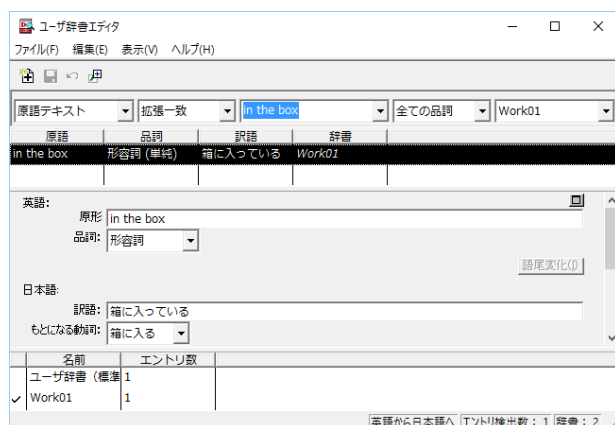 ユーザ辞書エディタ
ファイル(F) 編集(E) 表示(V) ヘルプ(H)
原語テキスト 拡張一致 in the box 全ての品詞 Work01
原語 品詞 訳語 辞書
in the box 形容詞 (単純) 箱に入っている Work01
英語:
原形 in the box
品詞: 形容詞
語尾変化(I)
日本語:
訳語: 箱に入っている
もとになる動詞: 箱に入る
名前 エントリ数
ユーザ辞書（標準 1
Work01 1
英語から日本語へ エントリ検出数： 1 辞書： 2